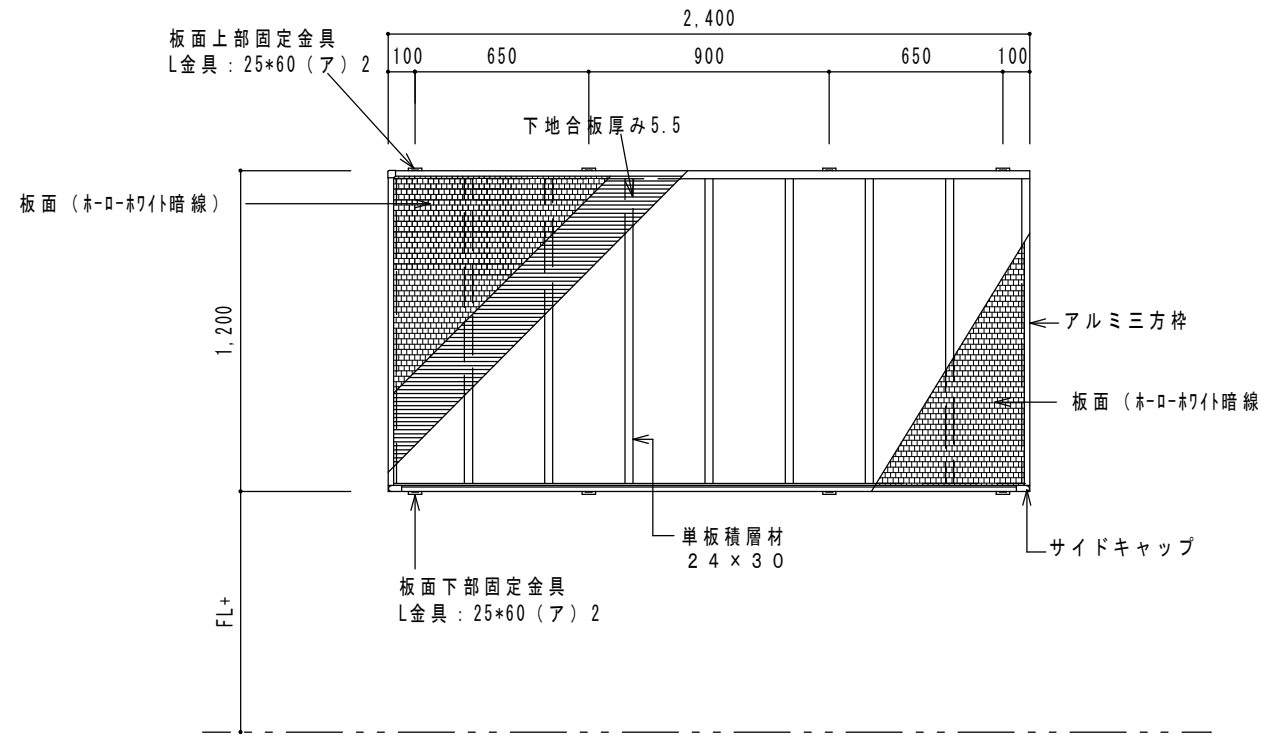 2,400
板面上部固定金具
L金具：25*60（ア）2
100
650
900
650
100
下地合板厚み5.5
板面（ホーローホワイト暗線）
1,200
アルミ三方枠
板面（ホーローホワイト暗線
単板積層材
24×30
サイドキャップ
板面下部固定金具
L金具：25*60（ア）2
FL+